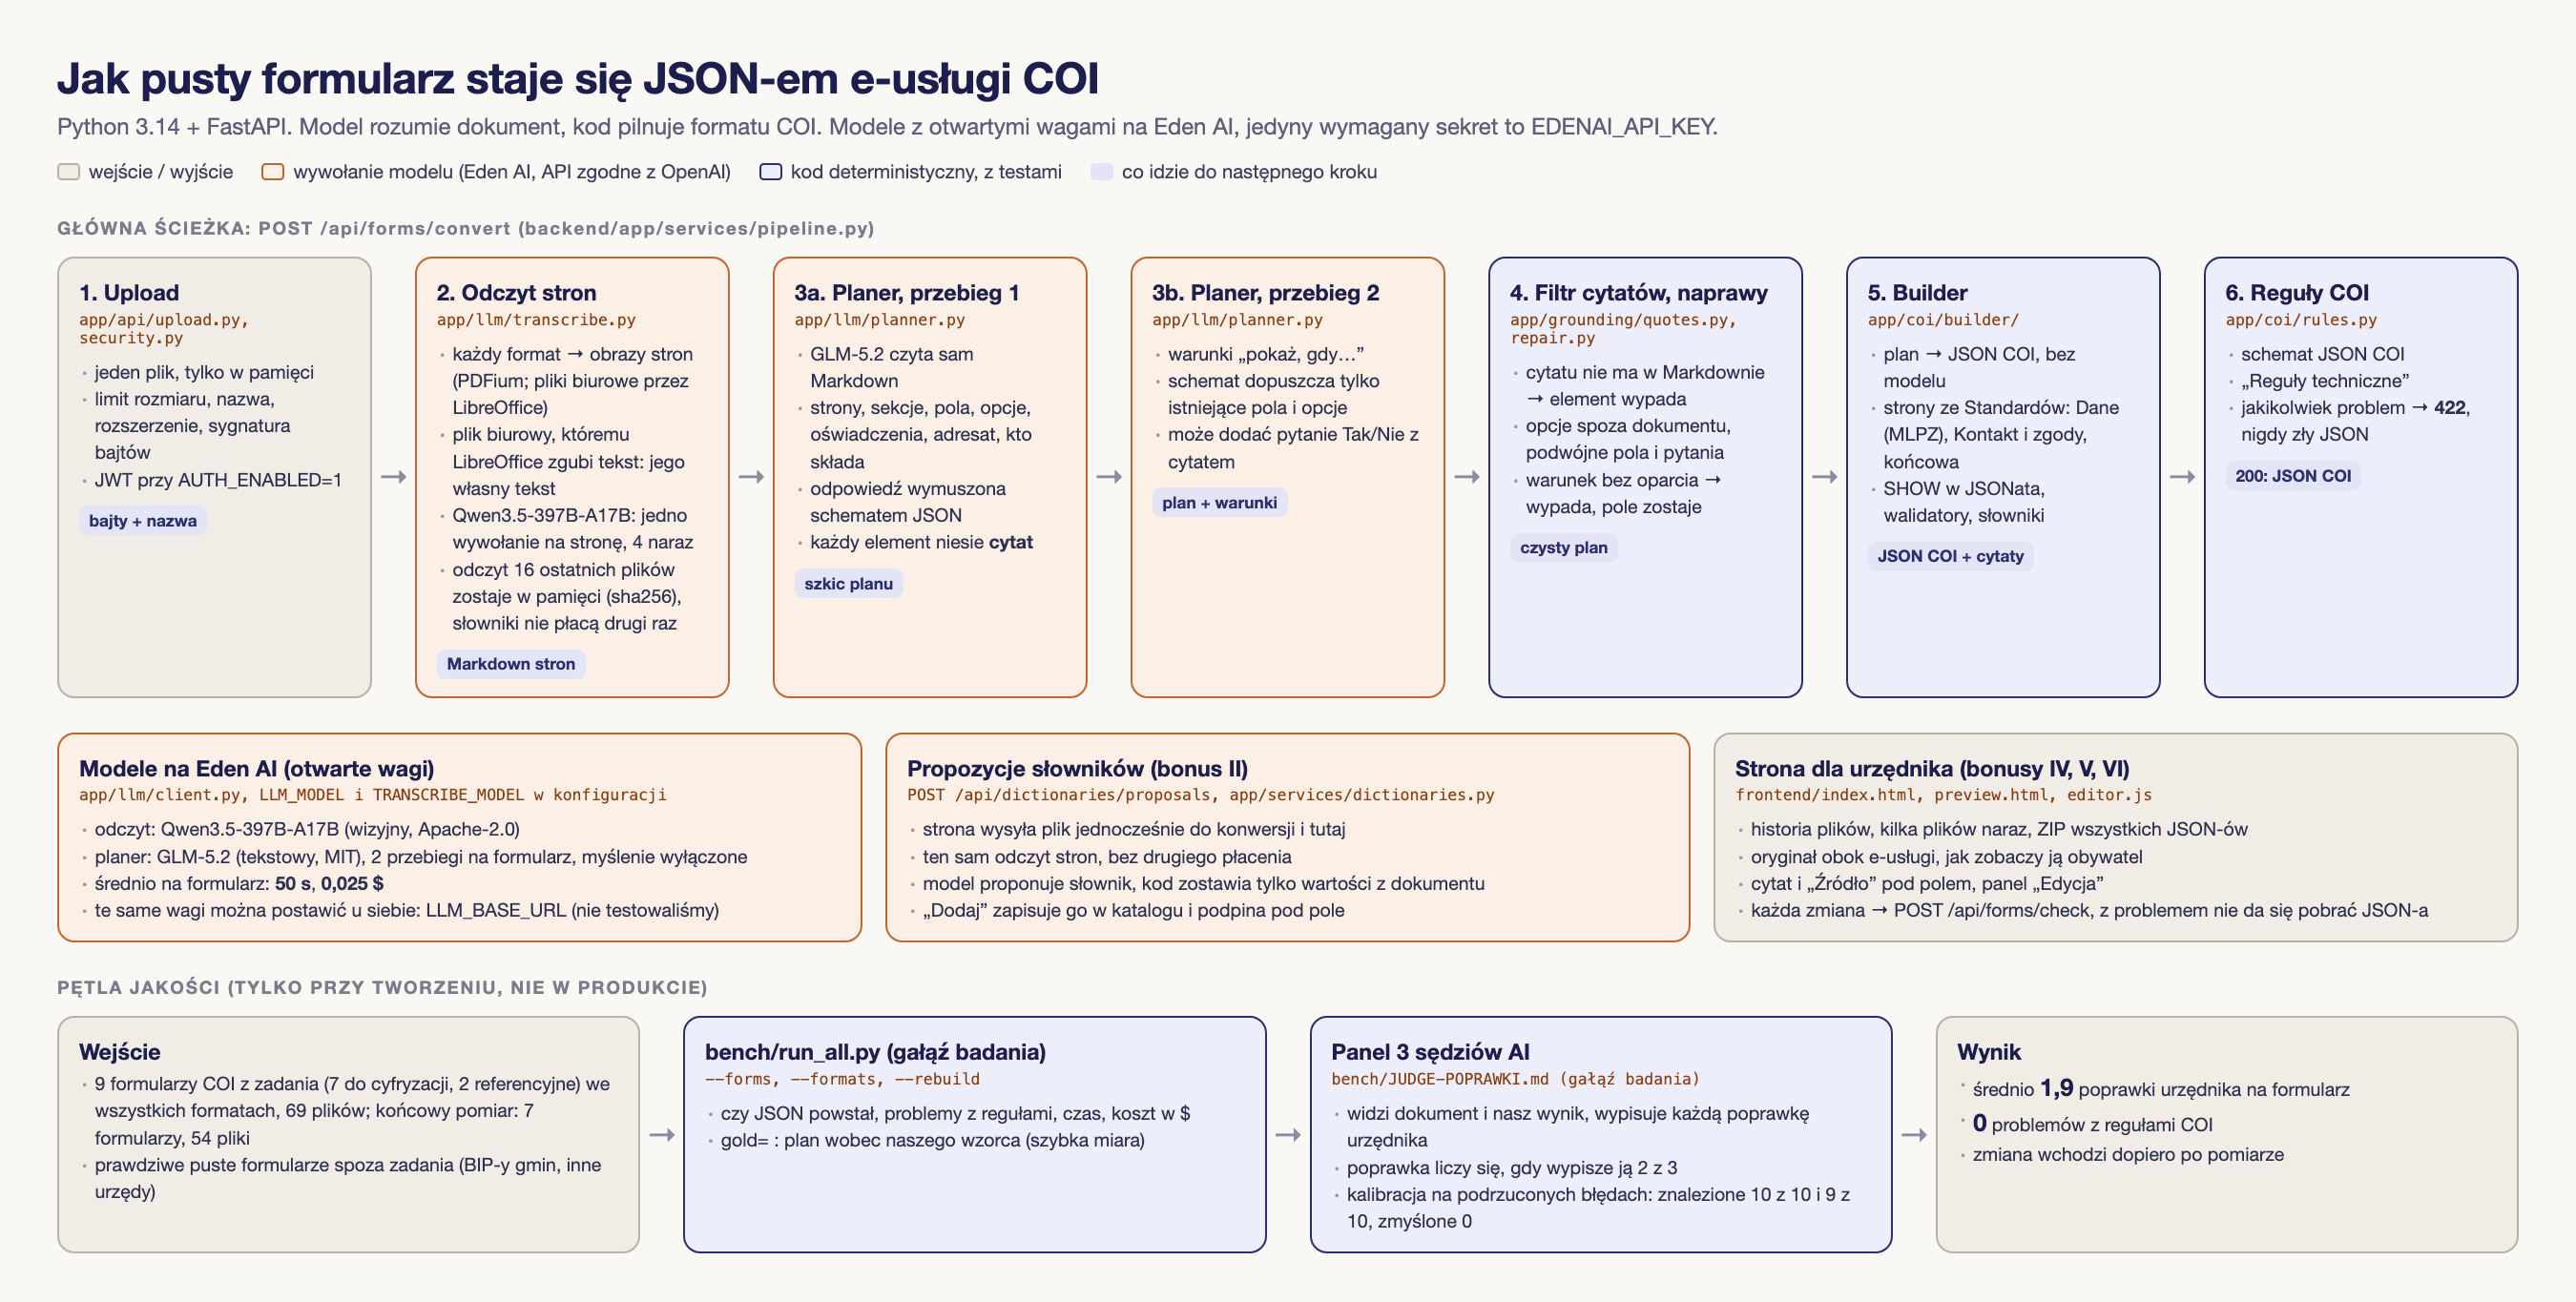 Jak pusty formularz staje się JSON-em e-usługi COI
Python 3.14 + FastAPI. Model rozumie dokument, kod pilnuje formatu COI. Modele z otwartymi wagami na Eden AI, jedyny wymagany sekret to EDENAI_API_KEY.
wejście / wyjście
wywołanie modelu (Eden AI, API zgodne z OpenAI)
kod deterministyczny, z testami
co idzie do następnego kroku
GŁÓWNA ŚCIEŻKA: POST /api/forms/convert (backend/app/services/pipeline.py)
1. Upload
app/api/upload.py,
security.py
· jeden plik, tylko w pamięci
· limit rozmiaru, nazwa,
rozszerzenie, sygnatura
bajtów
· JWT przy AUTH_ENABLED=1
bajty + nazwa
→
2. Odczyt stron
app/llm/transcribe.py
· każdy format → obrazy stron
(PDFium; pliki biurowe przez
LibreOffice)
· plik biurowy, któremu
LibreOffice zgubi tekst: jego
własny tekst
· Qwen3.5-397B-A17B: jedno
wywołanie na stronę, 4 naraz
· odczyt 16 ostatnich plików
zostaje w pamięci (sha256),
słowniki nie płacą drugi raz
Markdown stron
→
3a. Planer, przebieg 1
app/llm/planner.py
· GLM-5.2 czyta sam
Markdown
· strony, sekcje, pola, opcje,
oświadczenia, adresat, kto
składa
· odpowiedź wymuszona
schematem JSON
· każdy element niesie cytat
szkic planu
→
3b. Planer, przebieg 2
app/llm/planner.py
· warunki „pokaż, gdy…”
· schemat dopuszcza tylko
istniejące pola i opcje
· może dodać pytanie Tak/Nie z
cytatem
plan + warunki
→
4. Filtr cytatów, naprawy
app/grounding/quotes.py,
repair.py
· cytatu nie ma w Markdownie
→ element wypada
· opcje spoza dokumentu,
podwójne pola i pytania
· warunek bez oparcia →
wypada, pole zostaje
czysty plan
→
5. Builder
app/coi/builder/
· plan → JSON COI, bez
modelu
· strony ze Standardów: Dane
(MLPZ), Kontakt i zgody,
końcowa
· SHOW w JSONata,
walidatory, słowniki
JSON COI + cytaty
→
6. Reguły COI
app/coi/rules.py
· schemat JSON COI
· „Reguły techniczne”
· jakikolwiek problem → 422,
nigdy zły JSON
200: JSON COI
Modele na Eden AI (otwarte wagi)
app/llm/client.py, LLM_MODEL i TRANSCRIBE_MODEL w konfiguracji
· odczyt: Qwen3.5-397B-A17B (wizyjny, Apache-2.0)
· planer: GLM-5.2 (tekstowy, MIT), 2 przebiegi na formularz, myślenie wyłączone
· średnio na formularz: 50 s, 0,025 $
· te same wagi można postawić u siebie: LLM_BASE_URL (nie testowaliśmy)
Propozycje słowników (bonus II)
POST /api/dictionaries/proposals, app/services/dictionaries.py
· strona wysyła plik jednocześnie do konwersji i tutaj
· ten sam odczyt stron, bez drugiego płacenia
· model proponuje słownik, kod zostawia tylko wartości z dokumentu
· „Dodaj” zapisuje go w katalogu i podpina pod pole
Strona dla urzędnika (bonusy IV, V, VI)
frontend/index.html, preview.html, editor.js
· historia plików, kilka plików naraz, ZIP wszystkich JSON-ów
· oryginał obok e-usługi, jak zobaczy ją obywatel
· cytat i „Źródło” pod polem, panel „Edycja”
· każda zmiana → POST /api/forms/check, z problemem nie da się pobrać JSON-a
PĘTLA JAKOŚCI (TYLKO PRZY TWORZENIU, NIE W PRODUKCIE)
Wejście
· 9 formularzy COI z zadania (7 do cyfryzacji, 2 referencyjne) we
wszystkich formatach, 69 plików; końcowy pomiar: 7
formularzy, 54 pliki
· prawdziwe puste formularze spoza zadania (BIP-y gmin, inne
urzędy)
→
bench/run_all.py (gałąź badania)
--forms, --formats, --rebuild
· czy JSON powstał, problemy z regułami, czas, koszt w $
· gold= : plan wobec naszego wzorca (szybka miara)
→
Panel 3 sędziów AI
bench/JUDGE-POPRAWKI.md (gałąź badania)
· widzi dokument i nasz wynik, wypisuje każdą poprawkę
urzędnika
· poprawka liczy się, gdy wypisze ją 2 z 3
· kalibracja na podrzuconych błędach: znalezione 10 z 10 i 9 z
10, zmyślone 0
→
Wynik
· średnio 1,9 poprawki urzędnika na formularz
· 0 problemów z regułami COI
· zmiana wchodzi dopiero po pomiarze